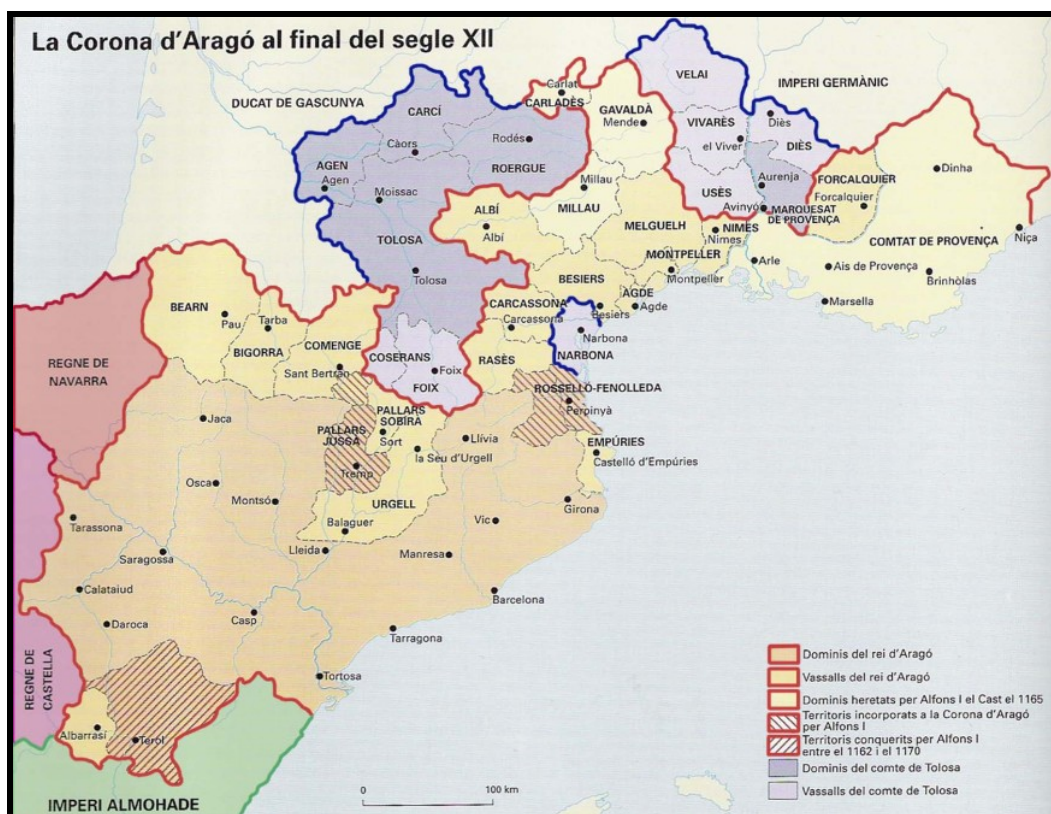 La Corona d'Aragó al final del segle XII
VELAI
IMPERI GERMÀNIC
DUCAT DE GASCUNYA
CARCÍ
Carlat
CARLADÈS
GAVALDÀ
Mende
VIVARÈS
el Viver
Diès
DIÈS
Càors
Rodés
ROERGUE
AGEN
Agen
Moissac
Millau
MILLAU
USÈS
Aurenja
Avinyó
MARQUESAT
DE PROVENÇA
FORCALQUIER
Forcalquier
Dinha
ALBÍ
Albí
MELGUELH
NIMES
Nimes
COMTAT DE PROVENÇA
Niça
TOLOSA
Tolosa
MONTPELLER
Montpeller
Arle
Ais de Provença
Brinhòlas
Marsella
BESIERS
Besiers
AGDE
Agde
CARCASSONA
Carcassona
Narbona
NARBONA
BEARN
Pau
Tarba
BIGORRA
COMENGE
Sant Bertran
COSERANS
Foix
FOIX
RASÈS
REGNE DE
NAVARRA
ROSSELLÓ-FENOLLEDA
Perpinyà
Jaca
PALLARS
SOBIRÀ
Sort
PALLARS
JUSSÀ
Tremp
Llívia
la Seu d'Urgell
EMPÚRIES
Castelló d'Empúries
Osca
Montsó
URGELL
Balaguer
Girona
Vic
Tarassona
Saragossa
Lleida
Manresa
Calataiud
Barcelona
Daroca
Casp
Tarragona
REGNE DE
CASTELLA
Tortosa
Albarrasí
Terol
IMPERI ALMOHADE
0
100 km
Dominis del rei d'Aragó
Vassalls del rei d'Aragó
Dominis heretats per Alfons I el Cast el 1165
Territoris incorporats a la Corona d'Aragó
per Alfons I
Territoris conquerits per Alfons I
entre el 1162 i el 1170
Dominis del comte de Tolosa
Vassalls del comte de Tolosa